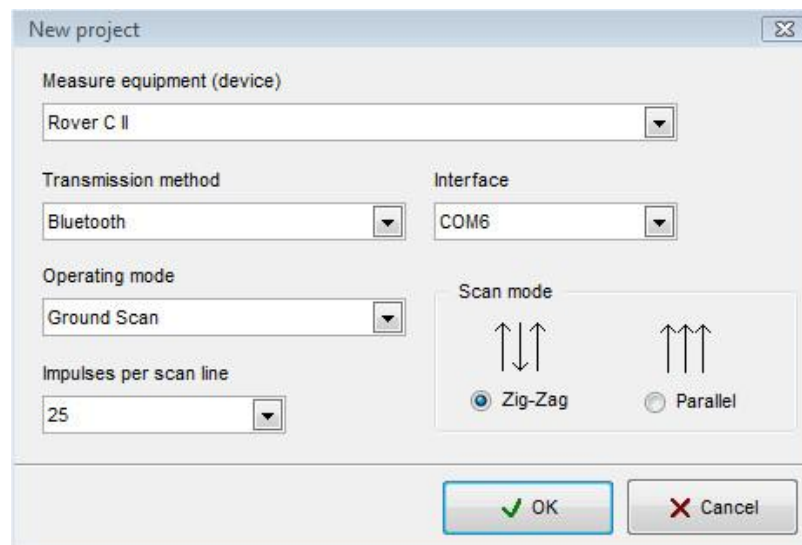 New project
Measure equipment (device)
Rover C II
Transmission method
Interface
Bluetooth
COM6
Operating mode
Ground Scan
Scan mode
Impulses per scan line
25
Zig-Zag
Parallel
OK
Cancel